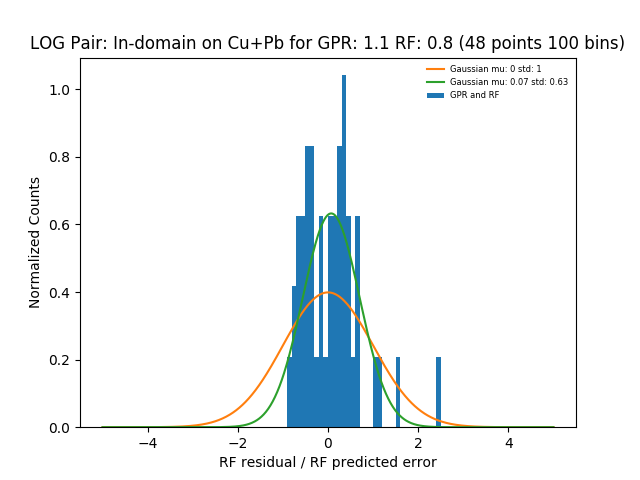 LOG Pair: In-domain on Cu+Pb for GPR: 1.1 RF: 0.8 (48 points 100 bins)
Gaussian mu: 0 std: 1
Gaussian mu: 0.07 std: 0.63
GPR and RF
Normalized Counts
1.0
0.8
0.6
0.4
0.2
0.0
−4
−2
0
2
4
RF residual / RF predicted error